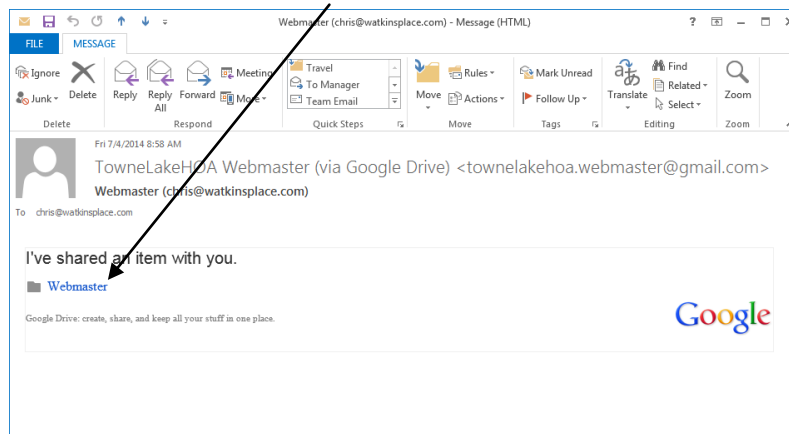 Webmaster (chris@watkinsplace.com) - Message (HTML)
FILE MESSAGE
Ignore
Junk
Delete
Reply
Reply All
Forward
Meeting
More
Travel
To Manager
Team Email
Move
Rules
Actions
Mark Unread
Follow Up
Translate
Find
Related
Select
Zoom
Delete Respond Quick Steps Move Tags Editing Zoom
Fri 7/4/2014 8:58 AM
TowneLakeHOA Webmaster (via Google Drive) <townelakehoa.webmaster@gmail.com>
Webmaster (chris@watkinsplace.com)
To chris@watkinsplace.com
I've shared an item with you.
Webmaster
Google Drive: create, share, and keep all your stuff in one place.
Google